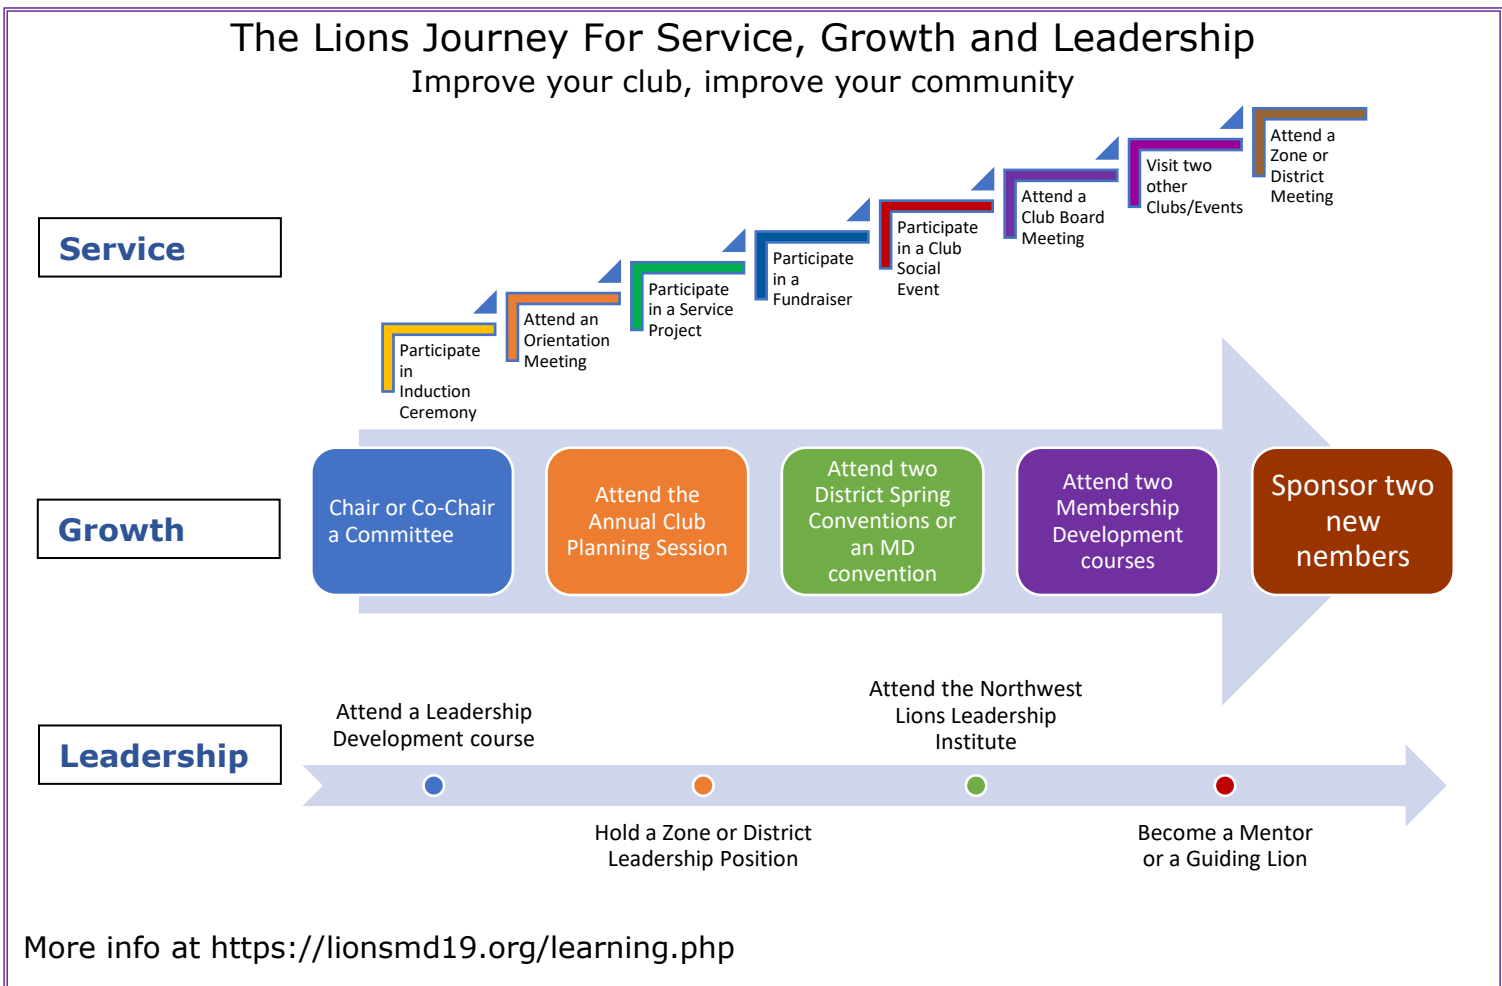 The Lions Journey For Service, Growth and Leadership
Improve your club, improve your community
Service
Participate
in
Induction
Ceremony
Attend an
Orientation
Meeting
Participate
in a Service
Project
Participate
in a
Fundraiser
Participate
in a Club
Social
Event
Attend a
Club Board
Meeting
Visit two
other
Clubs/Events
Attend a
Zone or
District
Meeting
Growth
Chair or Co-Chair
a Committee
Attend the
Annual Club
Planning Session
Attend two
District Spring
Conventions or
an MD
convention
Attend two
Membership
Development
courses
Sponsor two
new
nembers
Leadership
Attend a Leadership
Development course
Hold a Zone or District
Leadership Position
Attend the Northwest
Lions Leadership
Institute
Become a Mentor
or a Guiding Lion
More info at https://lionsmd19.org/learning.php